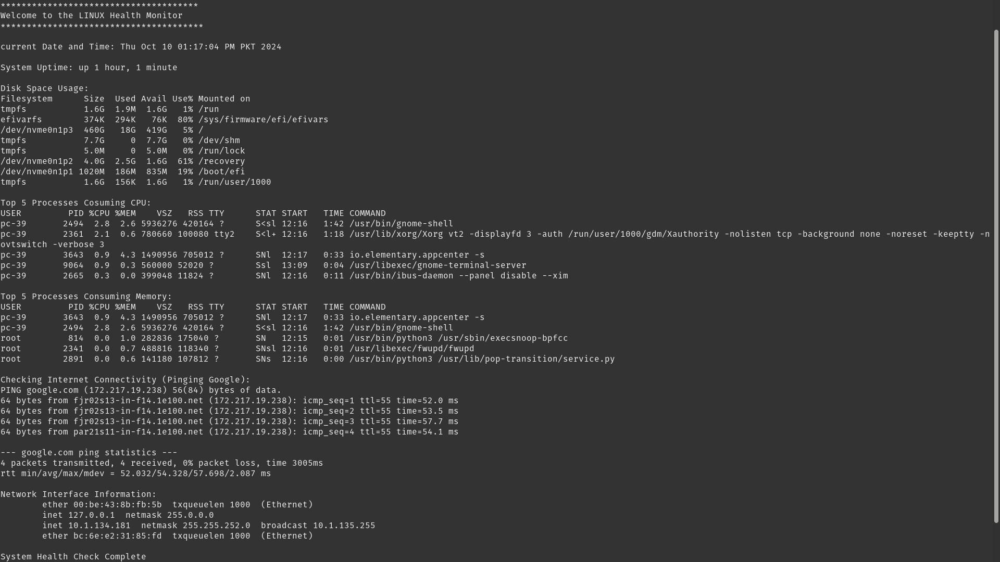 **************************************
Welcome to the LINUX Health Monitor
***************************************
current Date and Time: Thu Oct 10 01:17:04 PM PKT 2024
System Uptime: up 1 hour, 1 minute
Disk Space Usage:
Filesystem      Size  Used Avail Use% Mounted on
tmpfs           1.6G  1.9M  1.6G   1% /run
efivarfs        374K  294K   76K  80% /sys/firmware/efi/efivars
/dev/nvme0n1p3  460G   18G  419G   5% /
tmpfs           7.7G     0  7.7G   0% /dev/shm
tmpfs           5.0M     0  5.0M   0% /run/lock
/dev/nvme0n1p2  4.0G  2.5G  1.6G  61% /recovery
/dev/nvme0n1p1 1020M  186M  835M  19% /boot/efi
tmpfs           1.6G  156K  1.6G   1% /run/user/1000
Top 5 Processes Cosuming CPU:
USER         PID %CPU %MEM    VSZ   RSS TTY      STAT START   TIME COMMAND
pc-39       2494  2.8  2.6 5936276 420164 ?      S<sl 12:16   1:42 /usr/bin/gnome-shell
pc-39       2361  2.1  0.6 780660 100080 tty2    S<l+ 12:16   1:18 /usr/lib/xorg/Xorg vt2 -displayfd 3 -auth /run/user/1000/gdm/Xauthority -nolisten tcp -background none -noreset -keeptty -n
ovtswitch -verbose 3
pc-39       3643  0.9  4.3 1490956 705012 ?      SNl  12:17   0:33 io.elementary.appcenter -s
pc-39       9064  0.9  0.3 560000 52020 ?        Ssl  13:09   0:04 /usr/libexec/gnome-terminal-server
pc-39       2665  0.3  0.0 399048 11824 ?        SNl  12:16   0:11 /usr/bin/ibus-daemon --panel disable --xim
Top 5 Processes Consuming Memory:
USER         PID %CPU %MEM    VSZ   RSS TTY      STAT START   TIME COMMAND
pc-39       3643  0.9  4.3 1490956 705012 ?      SNl  12:17   0:33 io.elementary.appcenter -s
pc-39       2494  2.8  2.6 5936276 420164 ?      S<sl 12:16   1:42 /usr/bin/gnome-shell
root         814  0.0  1.0 282836 175040 ?       SN   12:15   0:01 /usr/bin/python3 /usr/sbin/execsnoop-bpfcc
root        2341  0.0  0.7 488816 118340 ?       SNsl 12:16   0:01 /usr/libexec/fwupd/fwupd
root        2891  0.0  0.6 141180 107812 ?       SNs  12:16   0:00 /usr/bin/python3 /usr/lib/pop-transition/service.py
Checking Internet Connectivity (Pinging Google):
PING google.com (172.217.19.238) 56(84) bytes of data.
64 bytes from fjr02s13-in-f14.1e100.net (172.217.19.238): icmp_seq=1 ttl=55 time=52.0 ms
64 bytes from fjr02s13-in-f14.1e100.net (172.217.19.238): icmp_seq=2 ttl=55 time=53.5 ms
64 bytes from fjr02s13-in-f14.1e100.net (172.217.19.238): icmp_seq=3 ttl=55 time=57.7 ms
64 bytes from par21s11-in-f14.1e100.net (172.217.19.238): icmp_seq=4 ttl=55 time=54.1 ms
--- google.com ping statistics ---
4 packets transmitted, 4 received, 0% packet loss, time 3005ms
rtt min/avg/max/mdev = 52.032/54.328/57.698/2.087 ms
Network Interface Information:
        ether 00:be:43:8b:fb:5b  txqueuelen 1000  (Ethernet)
        inet 127.0.0.1  netmask 255.0.0.0
        inet 10.1.134.181  netmask 255.255.252.0  broadcast 10.1.135.255
        ether bc:6e:e2:31:85:fd  txqueuelen 1000  (Ethernet)
System Health Check Complete